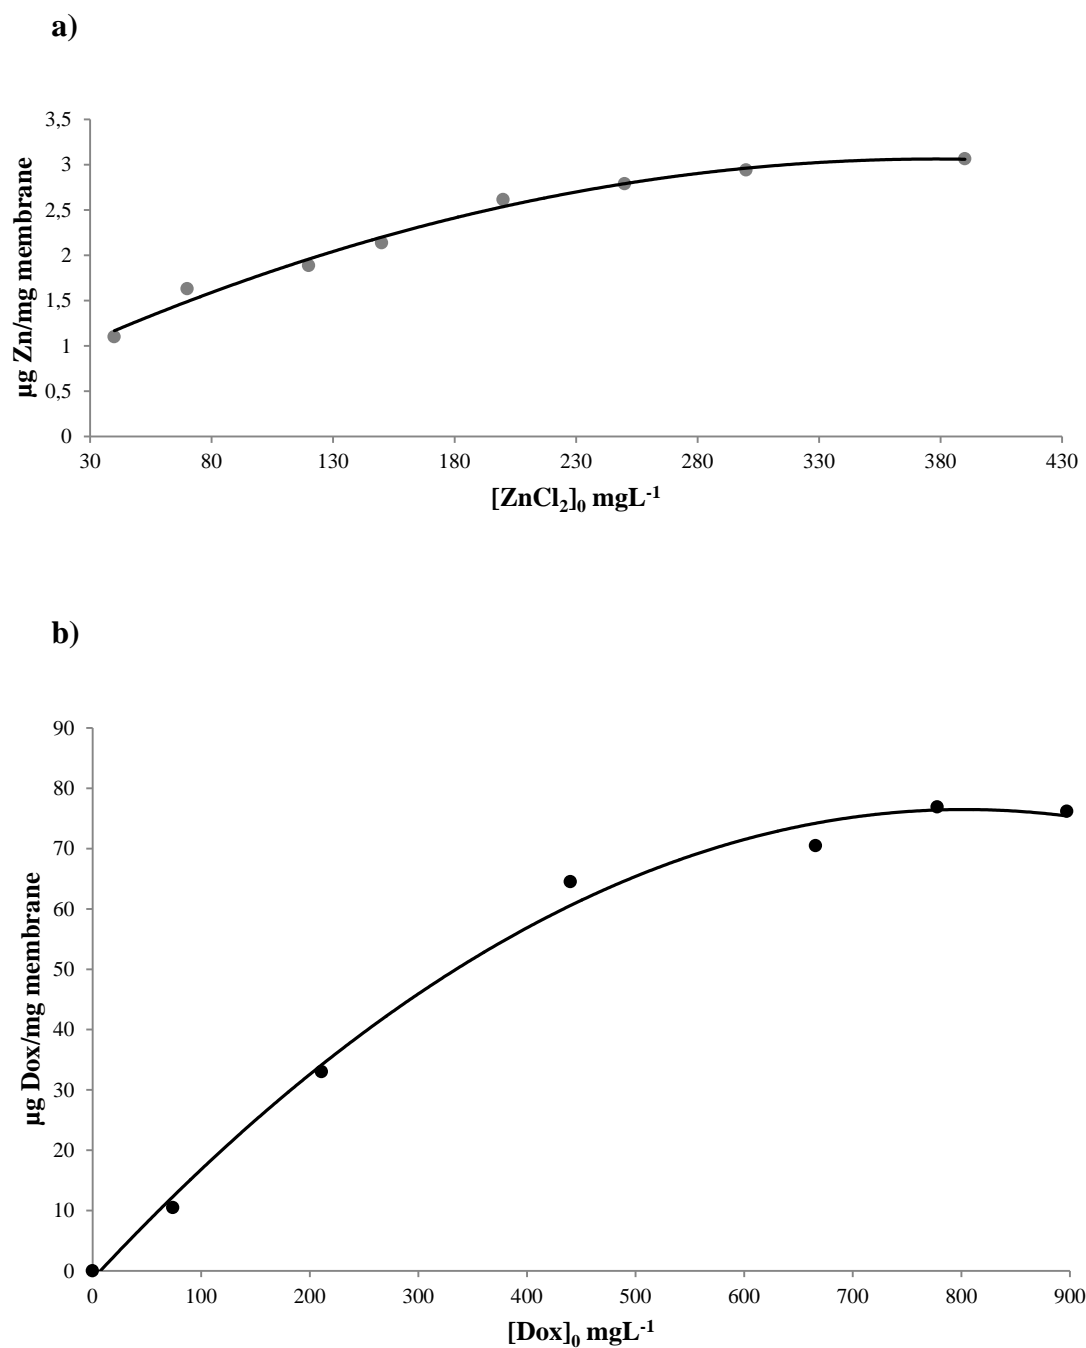 a)
3,5
3
2,5
2
1,5
1
0,5
0
µg Zn/mg membrane
30 80 130 180 230 280 330 380 430
[ZnCl₂]₀ mgL⁻¹
b)
90
80
70
60
50
40
30
20
10
0
µg Dox/mg membrane
0 100 200 300 400 500 600 700 800 900
[Dox]₀ mgL⁻¹